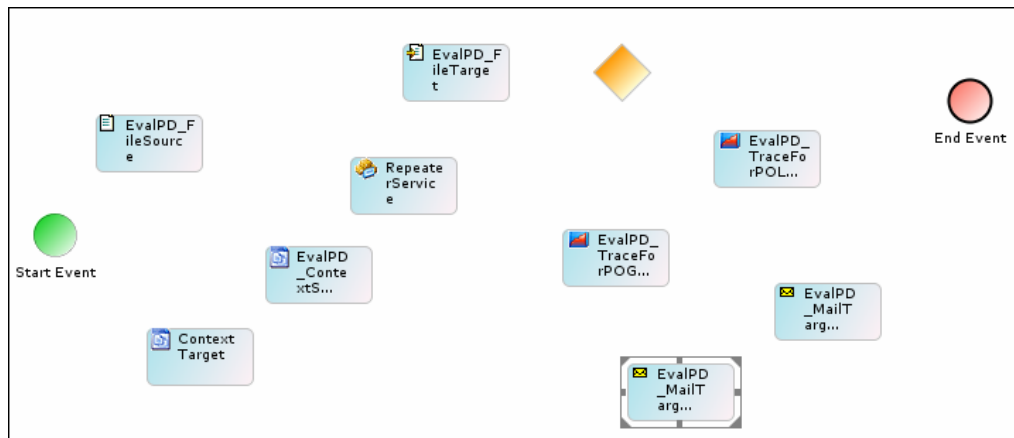 EvalPD_F
ileTarge
t
EvalPD_F
ileSourc
e
End Event
EvalPD_
TraceFo
rPOL...
Repeate
rServic
e
Start Event
EvalPD_
TraceFo
rPOG...
EvalPD
_Conte
xtS...
EvalPD
_MailT
arg...
Context
Target
EvalPD
_MailT
arg...